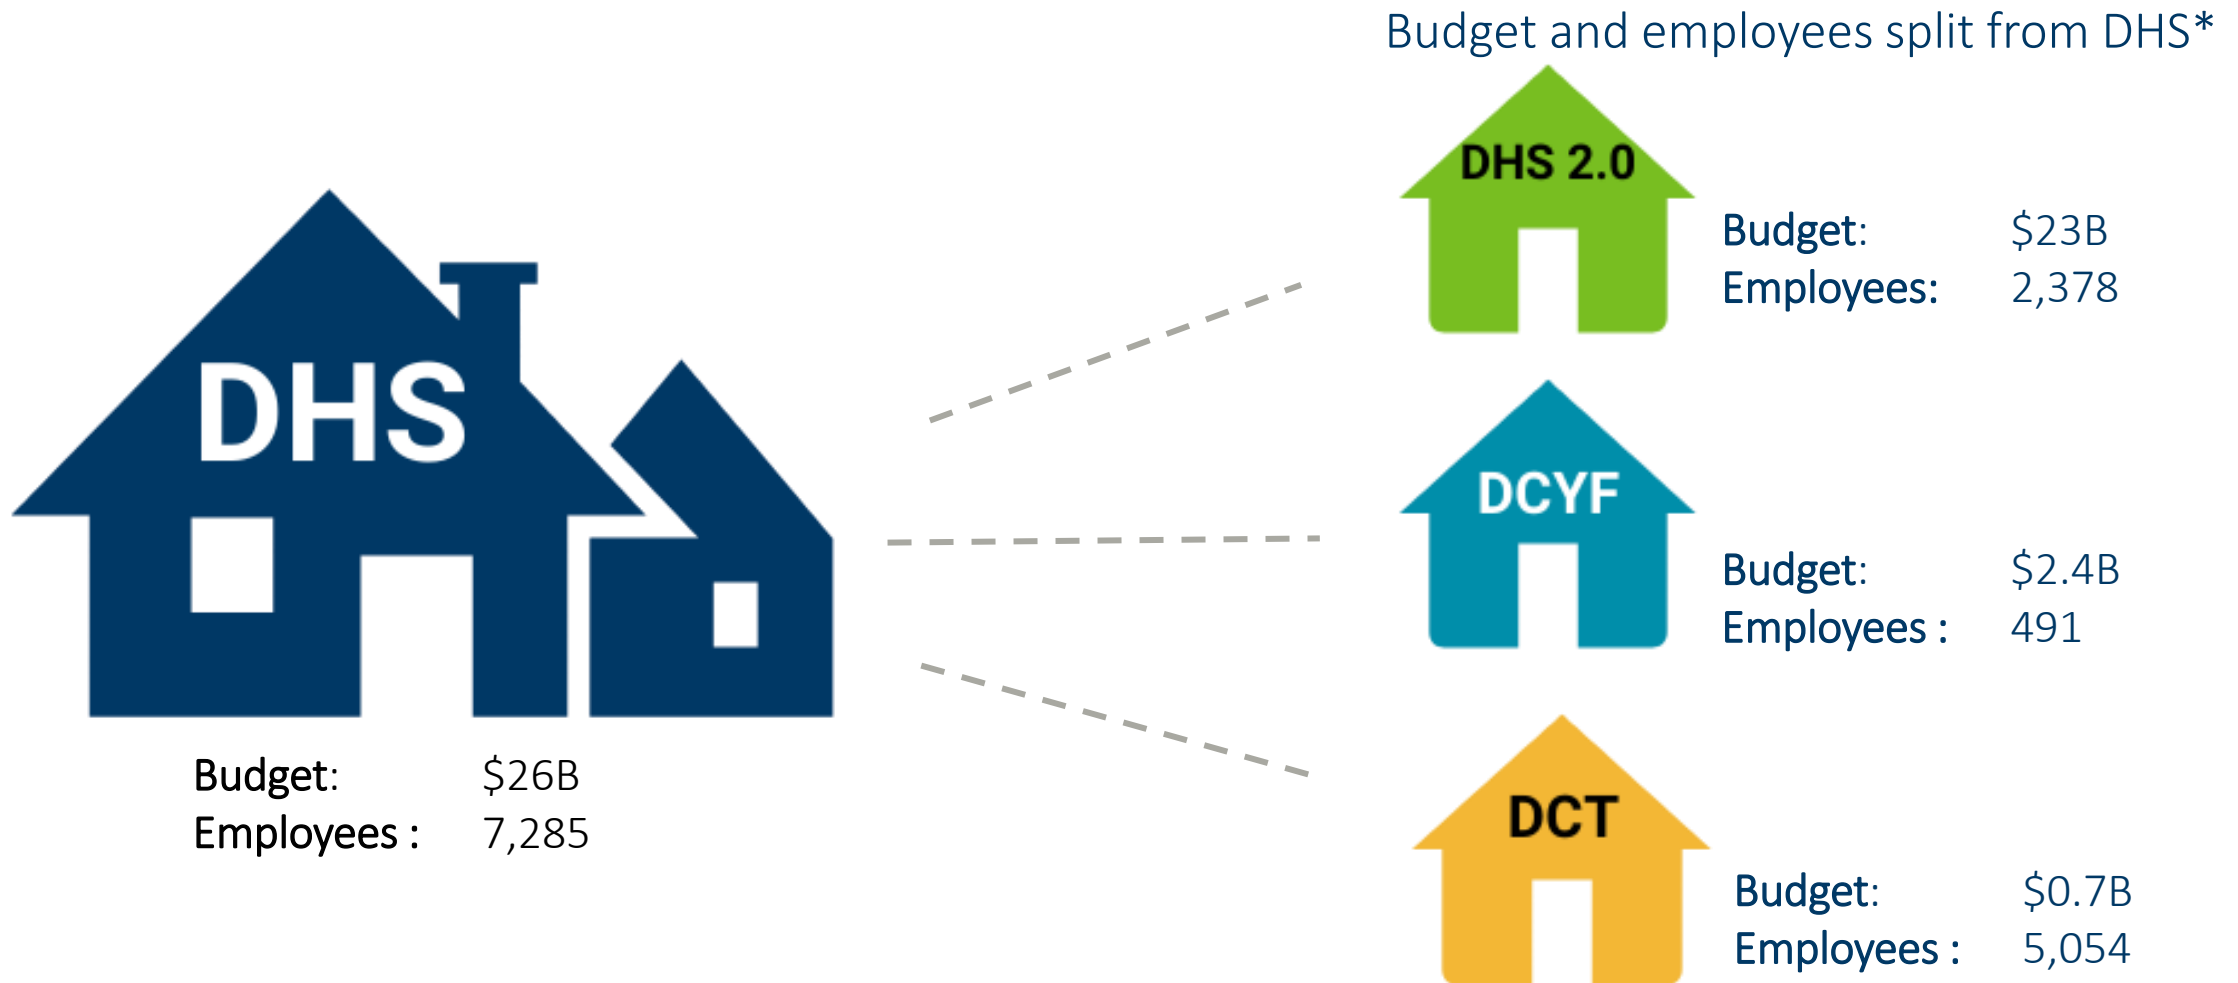 Budget and employees split from DHS*
DHS
Budget: $26B
Employees : 7,285
DHS 2.0
Budget: $23B
Employees: 2,378
DCYF
Budget: $2.4B
Employees : 491
DCT
Budget: $0.7B
Employees : 5,054